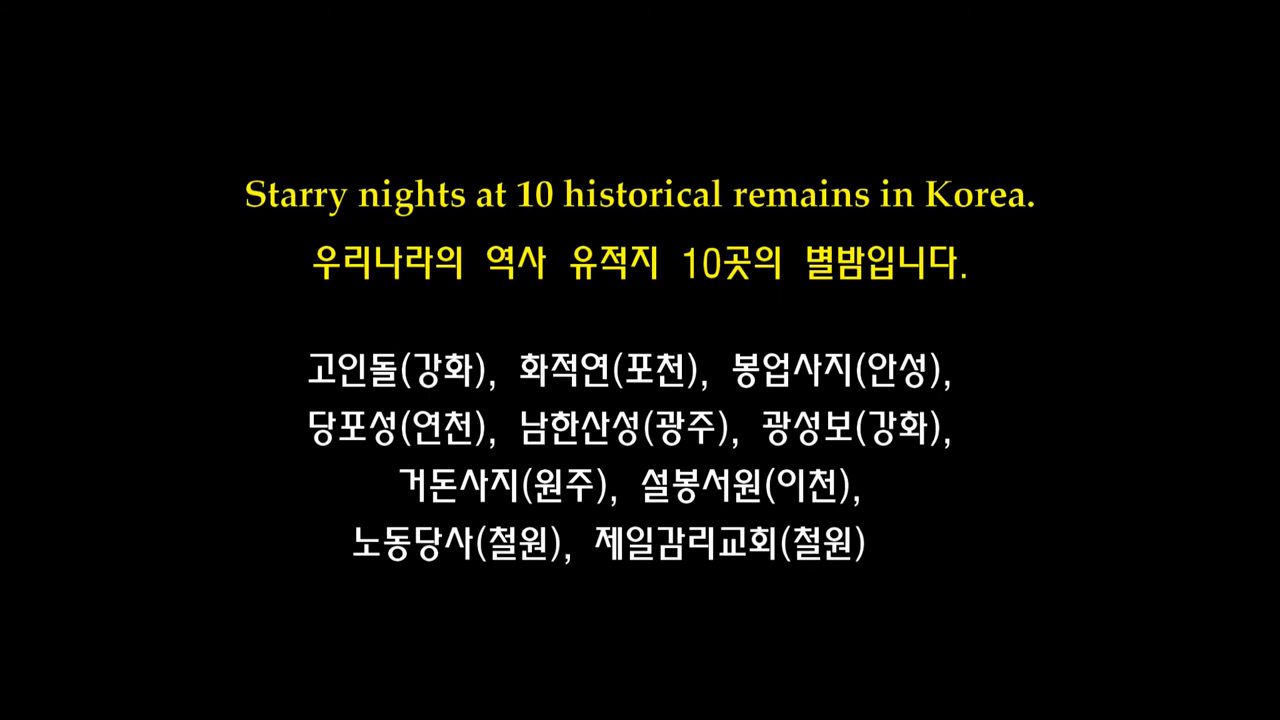 Starry nights at 10 historical remains in Korea.
우리나라의 역사 유적지 10곳의 별밤입니다.
고인돌(강화), 화적연(포천), 봉업사지(안성),
당포성(연천), 남한산성(광주), 광성보(강화),
거돈사지(원주), 설봉서원(이천),
노동당사(철원), 제일감리교회(철원)